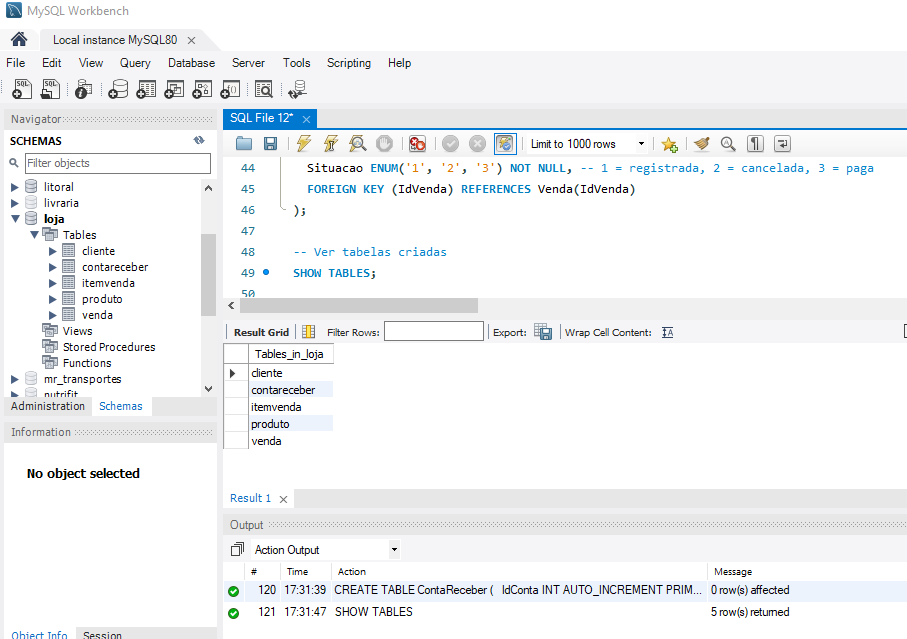 MySQL Workbench
Local instance MySQL80
File Edit View Query Database Server Tools Scripting Help
Navigator
SCHEMAS
Filter objects
litoral
livraria
loja
Tables
cliente
contareceber
itemvenda
produto
venda
Views
Stored Procedures
Functions
mr_transportes
nutrifit
Administration Schemas
Information
No object selected
Object Info Session
SQL File 12*
Limit to 1000 rows
44 Situacao ENUM('1', '2', '3') NOT NULL, -- 1 = registrada, 2 = cancelada, 3 = paga
45 FOREIGN KEY (IdVenda) REFERENCES Venda(IdVenda)
46 );
47
48 -- Ver tabelas criadas
49 SHOW TABLES;
50
Result Grid Filter Rows: Export: Wrap Cell Content:
Tables_in_loja
cliente
contareceber
itemvenda
produto
venda
Result 1
Output
Action Output
# Time Action Message
120 17:31:39 CREATE TABLE ContaReceber ( IdConta INT AUTO_INCREMENT PRIM... 0 row(s) affected
121 17:31:47 SHOW TABLES 5 row(s) returned